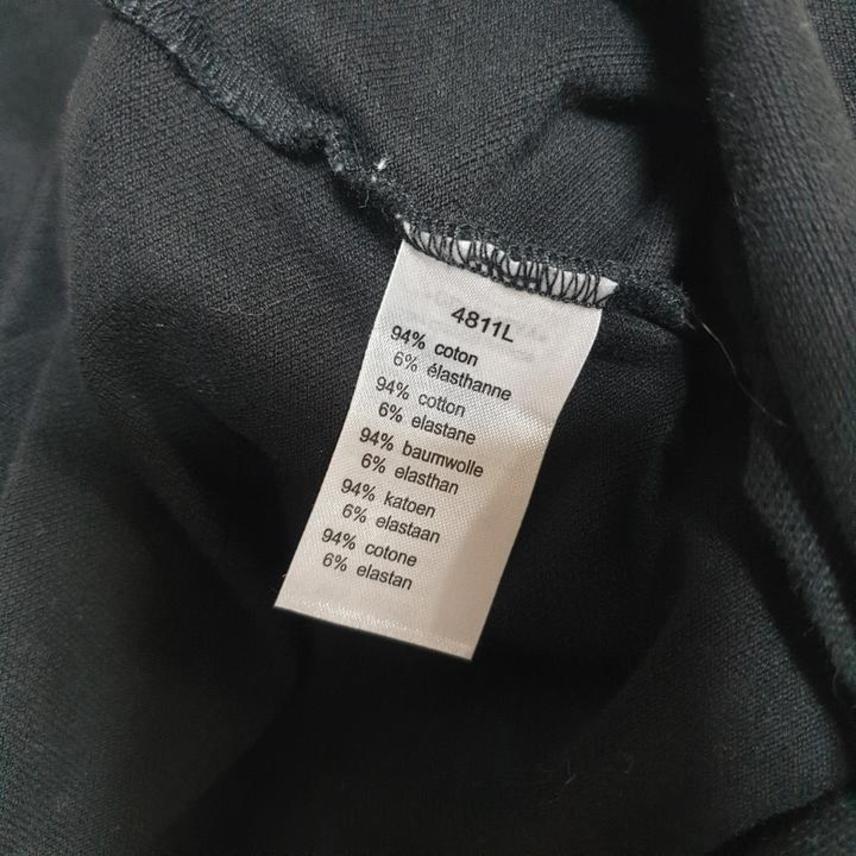 4811L
94% coton
6% élasthanne
94% cotton
6% elastane
94% baumwolle
6% elasthan
94% katoen
6% elastaan
94% cotone
6% elastan